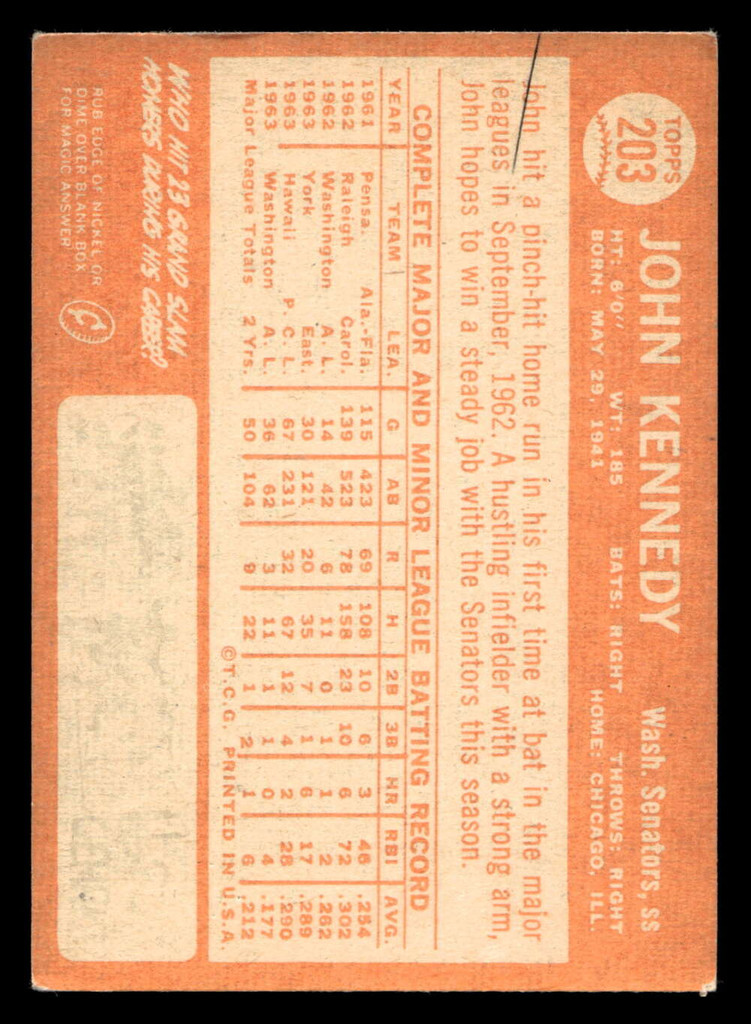 TOPPS
203
JOHN KENNEDY
Wash. Senators, ss
HT: 6'0" WT: 185 BATS: RIGHT THROWS: RIGHT
BORN: MAY 29, 1941 HOME: CHICAGO, ILL.
John hit a pinch-hit home run in his first time at bat in the major
leagues in September, 1962. A hustling infielder with a strong arm,
John hopes to win a steady job with the Senators this season.
COMPLETE MAJOR AND MINOR LEAGUE BATTING RECORD
YEAR TEAM LEA. G AB R H 2B 3B HR RBI AVG.
1961 Pensa. Ala.-Fla. 115 423 69 108 10 6 3 46 .254
1962 Raleigh Carol. 139 523 78 158 23 10 6 72 .302
1962 Washington A. L. 14 42 6 11 0 1 1 2 .262
1963 York East. 30 121 20 35 7 1 6 17 .289
1963 Hawaii P. C. L. 67 231 32 67 12 4 2 28 .290
1963 Washington A. L. 36 62 3 11 1 1 0 4 .177
Major League Totals 2 Yrs. 50 104 9 22 1 2 1 6 .212
© T.C.G. PRINTED IN U.S.A.
WHO HIT 23 GRAND SLAM
HOMERS DURING HIS CAREER?
RUB EDGE OF NICKEL OR
DIME OVER BLANK BOX
FOR MAGIC ANSWER